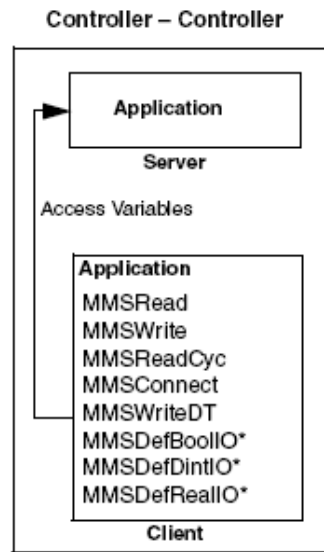 Controller – Controller
Application
Server
Access Variables
Application
MMSRead
MMSWrite
MMSReadCyc
MMSConnect
MMSWriteDT
MMSDefBoolIO*
MMSDefDintIO*
MMSDefRealIO*
Client